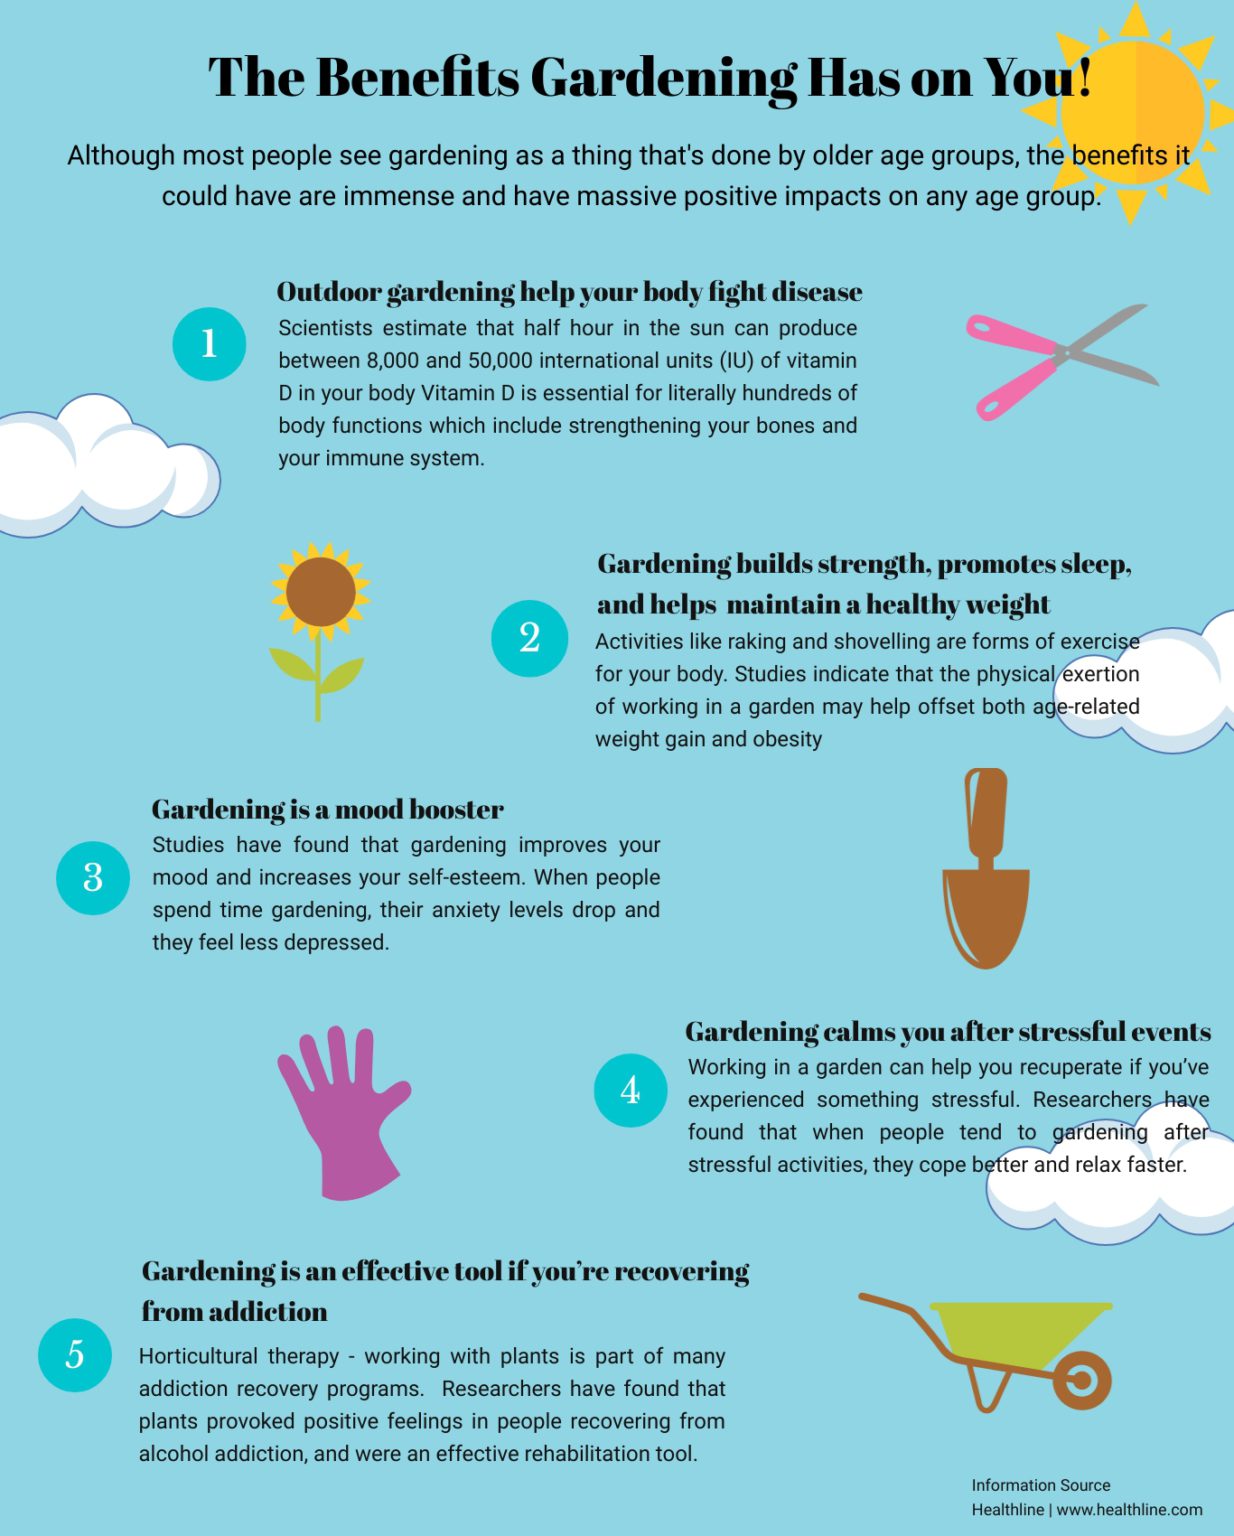 The Benefits Gardening Has on You!
Although most people see gardening as a thing that's done by older age groups, the benefits it
could have are immense and have massive positive impacts on any age group.
1
Outdoor gardening help your body fight disease
Scientists estimate that half hour in the sun can produce
between 8,000 and 50,000 international units (IU) of vitamin
D in your body Vitamin D is essential for literally hundreds of
body functions which include strengthening your bones and
your immune system.
2
Gardening builds strength, promotes sleep,
and helps maintain a healthy weight
Activities like raking and shovelling are forms of exercise
for your body. Studies indicate that the physical exertion
of working in a garden may help offset both age-related
weight gain and obesity
3
Gardening is a mood booster
Studies have found that gardening improves your
mood and increases your self-esteem. When people
spend time gardening, their anxiety levels drop and
they feel less depressed.
4
Gardening calms you after stressful events
Working in a garden can help you recuperate if you’ve
experienced something stressful. Researchers have
found that when people tend to gardening after
stressful activities, they cope better and relax faster.
5
Gardening is an effective tool if you’re recovering
from addiction
Horticultural therapy - working with plants is part of many
addiction recovery programs. Researchers have found that
plants provoked positive feelings in people recovering from
alcohol addiction, and were an effective rehabilitation tool.
Information Source
Healthline | www.healthline.com